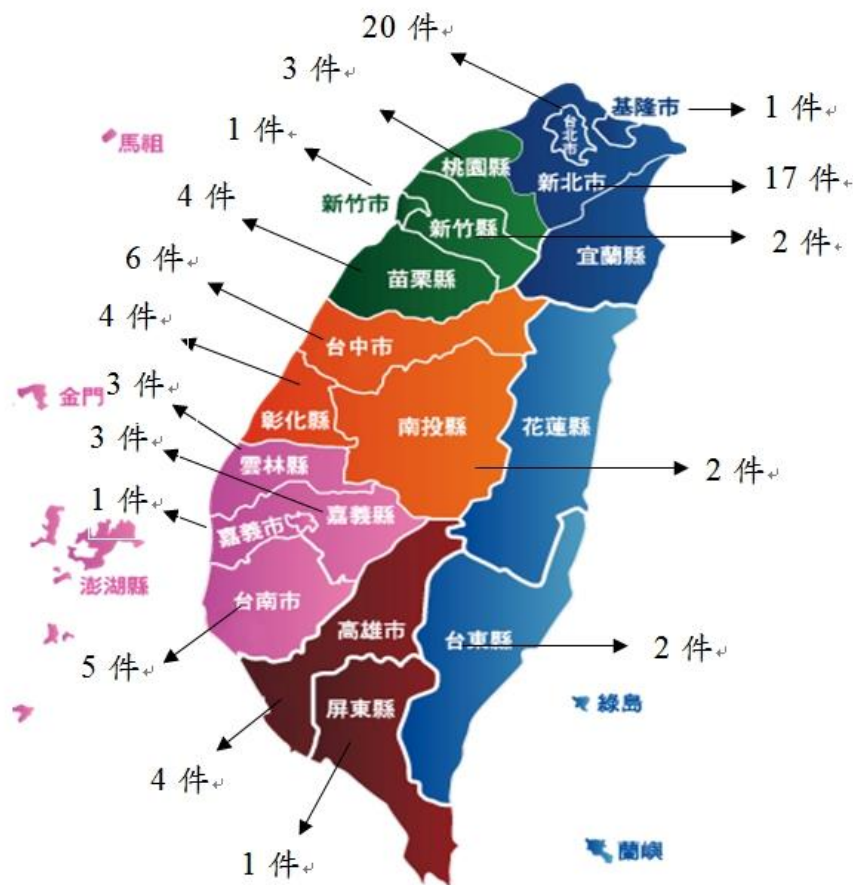 20 件
3 件
基隆市
1 件
台北市
馬祖
1 件
桃園縣
新北市
17 件
新竹市
4 件
新竹縣
2 件
宜蘭縣
6 件
苗栗縣
4 件
台中市
金門
3 件
彰化縣
南投縣
花蓮縣
3 件
雲林縣
2 件
1 件
嘉義縣
嘉義市
澎湖縣
台南市
高雄市
台東縣
2 件
5 件
屏東縣
綠島
4 件
1 件
蘭嶼